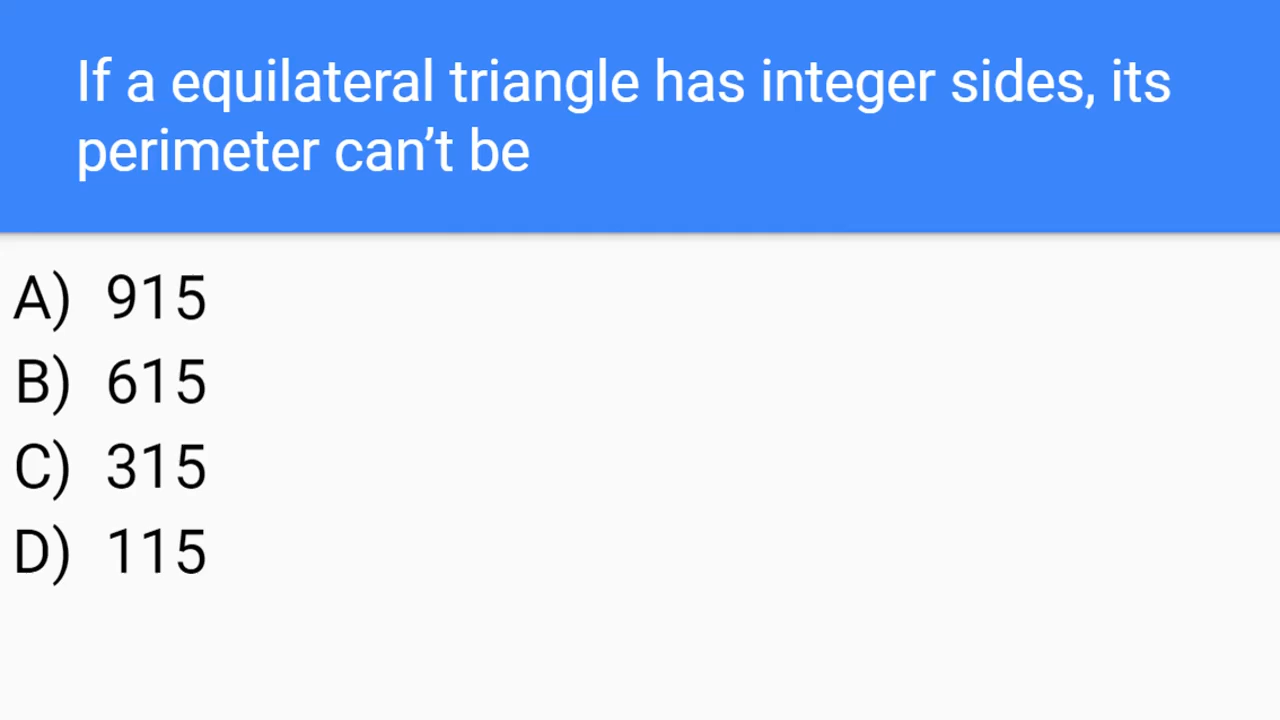 If a equilateral triangle has integer sides, its
perimeter can’t be
A) 915
B) 615
C) 315
D) 115